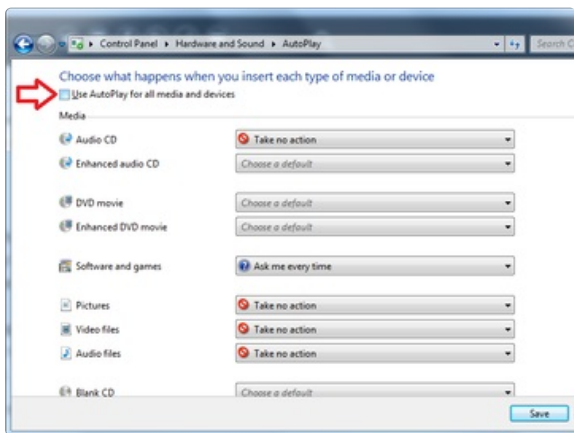 Control Panel ▸ Hardware and Sound ▸ AutoPlay
Search C
Choose what happens when you insert each type of media or device
Use AutoPlay for all media and devices
Media
Audio CD Take no action
Enhanced audio CD Choose a default
DVD movie Choose a default
Enhanced DVD movie Choose a default
Software and games Ask me every time
Pictures Take no action
Video files Take no action
Audio files Take no action
Blank CD Choose a default
Save